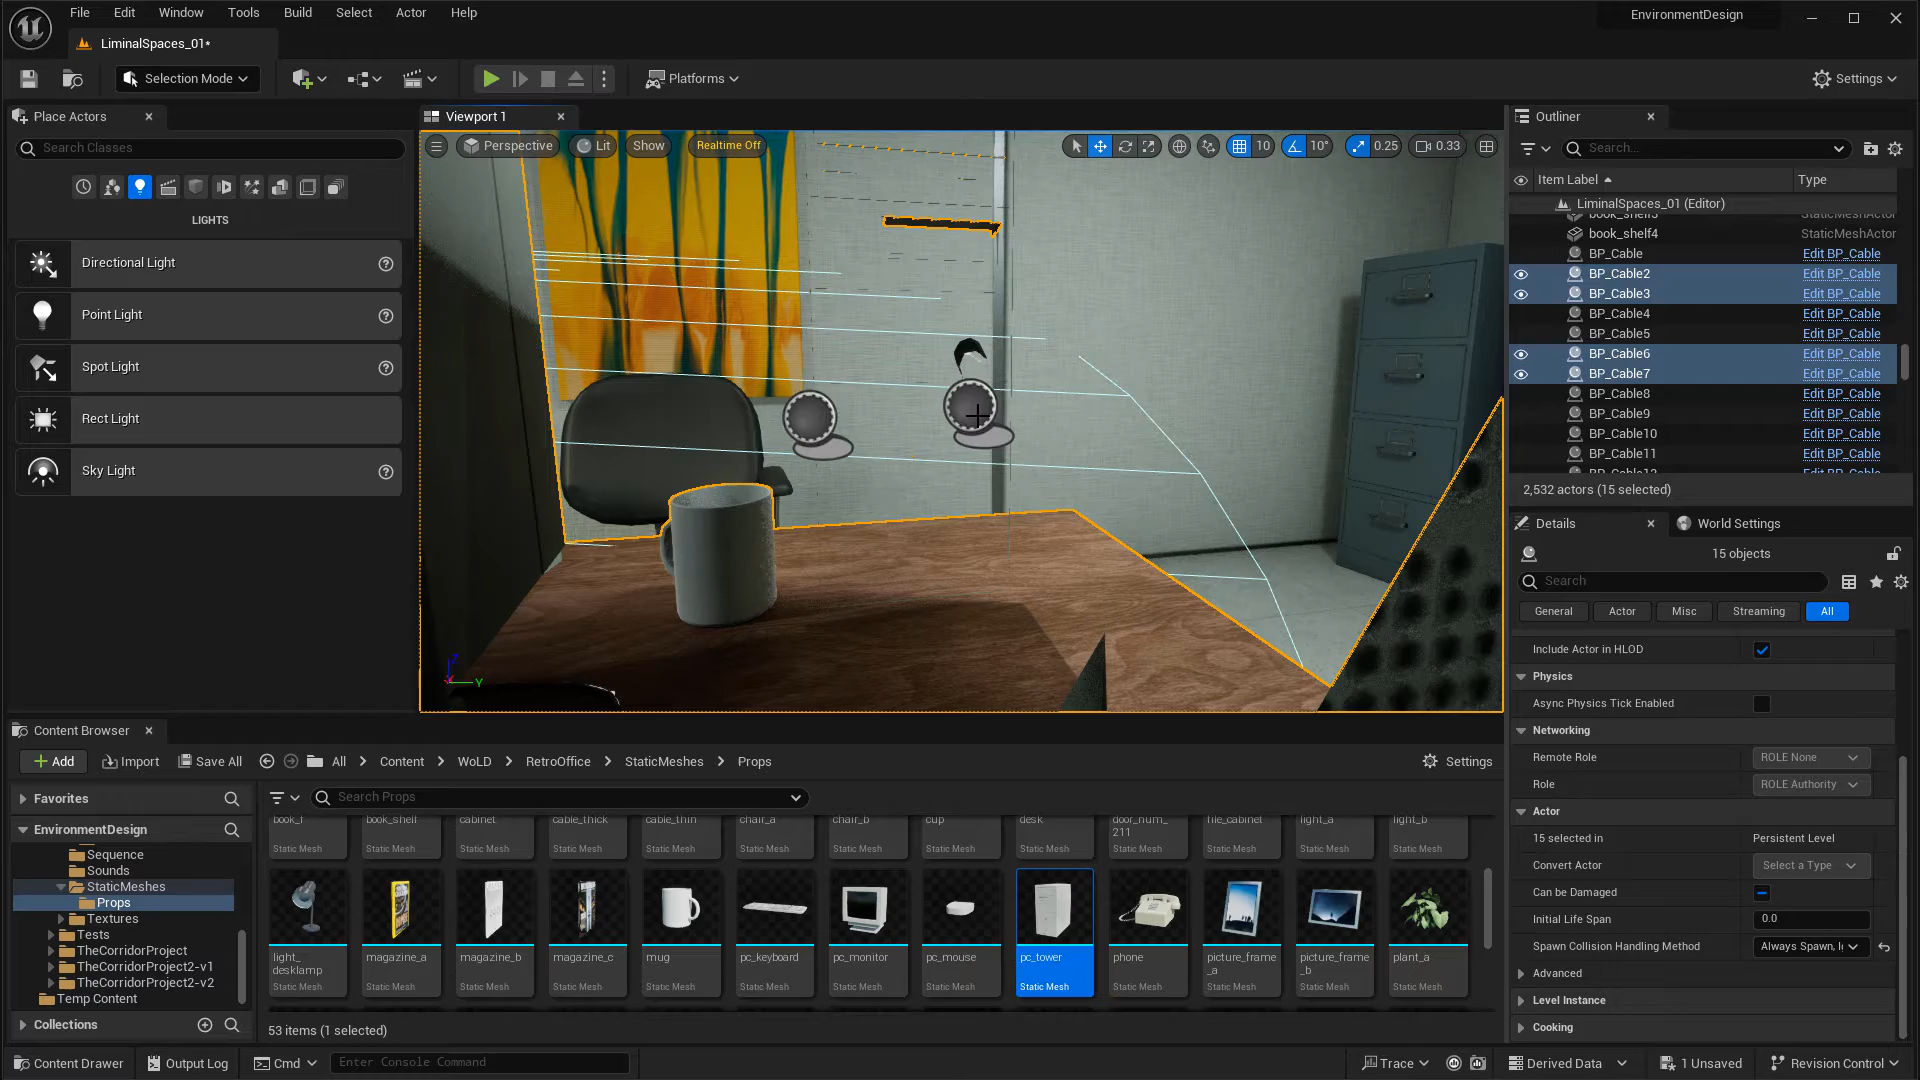 File Edit Window Tools Build Select Actor Help
EnvironmentDesign
LiminalSpaces_01*
Selection Mode
Platforms
Settings
Place Actors
Search Classes
LIGHTS
Directional Light
Point Light
Spot Light
Rect Light
Sky Light
Viewport 1
Perspective
Lit
Show
Realtime Off
10
10°
0.25
0.33
Outliner
Search...
Item Label
Type
LiminalSpaces_01 (Editor)
book_shelf3 StaticMeshActor
book_shelf4 StaticMeshActor
BP_Cable Edit BP_Cable
BP_Cable2 Edit BP_Cable
BP_Cable3 Edit BP_Cable
BP_Cable4 Edit BP_Cable
BP_Cable5 Edit BP_Cable
BP_Cable6 Edit BP_Cable
BP_Cable7 Edit BP_Cable
BP_Cable8 Edit BP_Cable
BP_Cable9 Edit BP_Cable
BP_Cable10 Edit BP_Cable
BP_Cable11 Edit BP_Cable
BP_Cable12 Edit BP_Cable
2,532 actors (15 selected)
Details
World Settings
15 objects
Search
General Actor Misc Streaming All
Include Actor in HLOD
Physics
Async Physics Tick Enabled
Networking
Remote Role ROLE None
Role ROLE Authority
Actor
15 selected in Persistent Level
Convert Actor Select a Type
Can be Damaged
Initial Life Span 0.0
Spawn Collision Handling Method Always Spawn, I
Advanced
Level Instance
Cooking
Z
X
Y
Content Browser
Add
Import
Save All
All > Content > WoLD > RetroOffice > StaticMeshes > Props
Settings
Favorites
EnvironmentDesign
Sequence
Sounds
StaticMeshes
Props
Textures
Tests
TheCorridorProject
TheCorridorProject2-v1
TheCorridorProject2-v2
Temp Content
Collections
Search Props
book_f book_shelf cabinet cable_thick cable_thin chair_a chair_b cup desk door_num_211 file_cabinet light_a light_b
Static Mesh Static Mesh Static Mesh Static Mesh Static Mesh Static Mesh Static Mesh Static Mesh Static Mesh Static Mesh Static Mesh Static Mesh Static Mesh
light_desklamp magazine_a magazine_b magazine_c mug pc_keyboard pc_monitor pc_mouse pc_tower phone picture_frame_a picture_frame_b plant_a
Static Mesh Static Mesh Static Mesh Static Mesh Static Mesh Static Mesh Static Mesh Static Mesh Static Mesh Static Mesh Static Mesh Static Mesh Static Mesh
53 items (1 selected)
Content Drawer
Output Log
Cmd
Enter Console Command
Trace
Derived Data
1 Unsaved
Revision Control